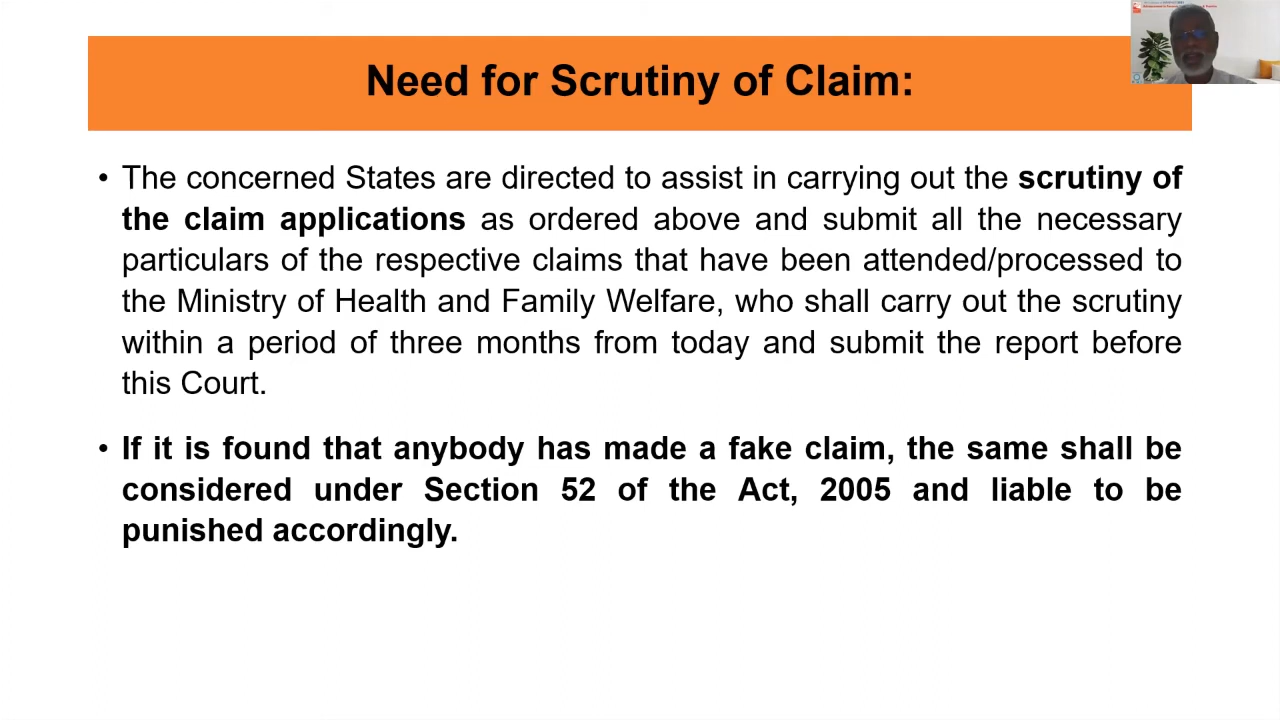 Need for Scrutiny of Claim:
• The concerned States are directed to assist in carrying out the scrutiny of
the claim applications as ordered above and submit all the necessary
particulars of the respective claims that have been attended/processed to
the Ministry of Health and Family Welfare, who shall carry out the scrutiny
within a period of three months from today and submit the report before
this Court.
• If it is found that anybody has made a fake claim, the same shall be
considered under Section 52 of the Act, 2005 and liable to be
punished accordingly.